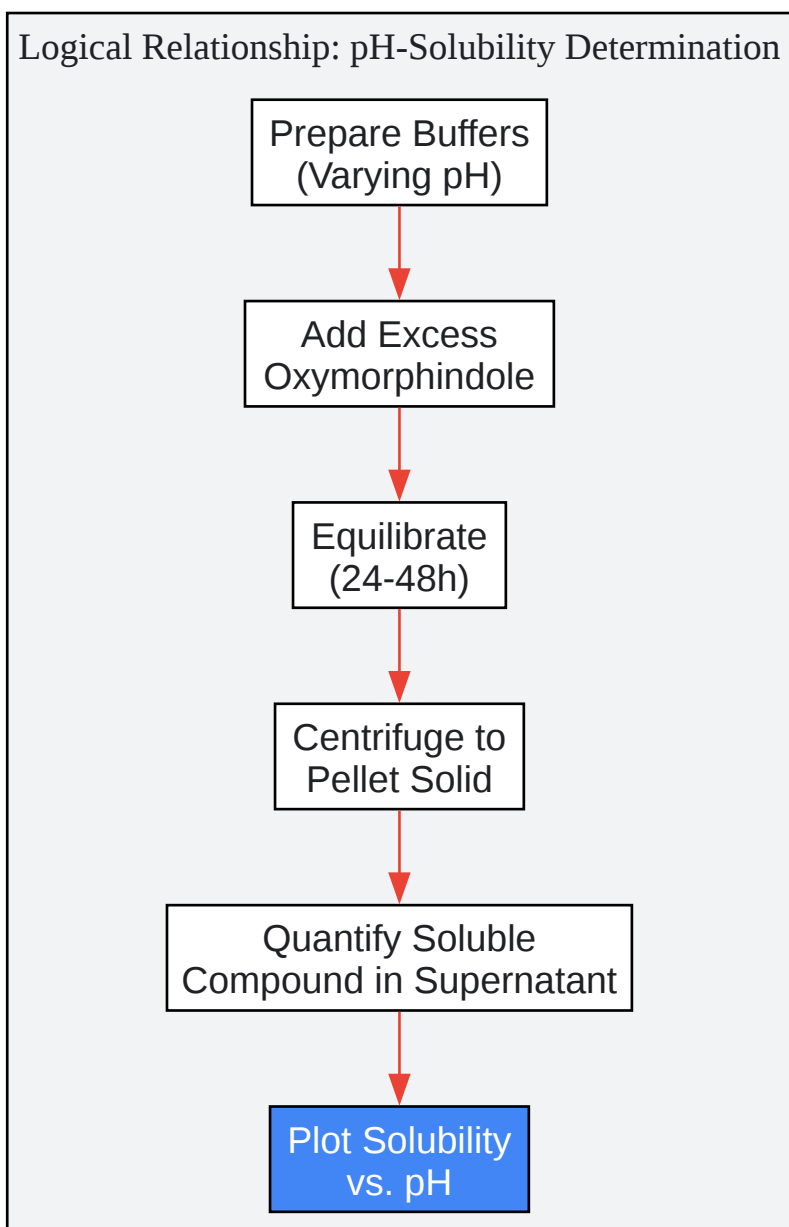 Logical Relationship: pH-Solubility Determination
Prepare Buffers
(Varying pH)
Add Excess
Oxymorphindole
Equilibrate
(24-48h)
Centrifuge to
Pellet Solid
Quantify Soluble
Compound in Supernatant
Plot Solubility
vs. pH